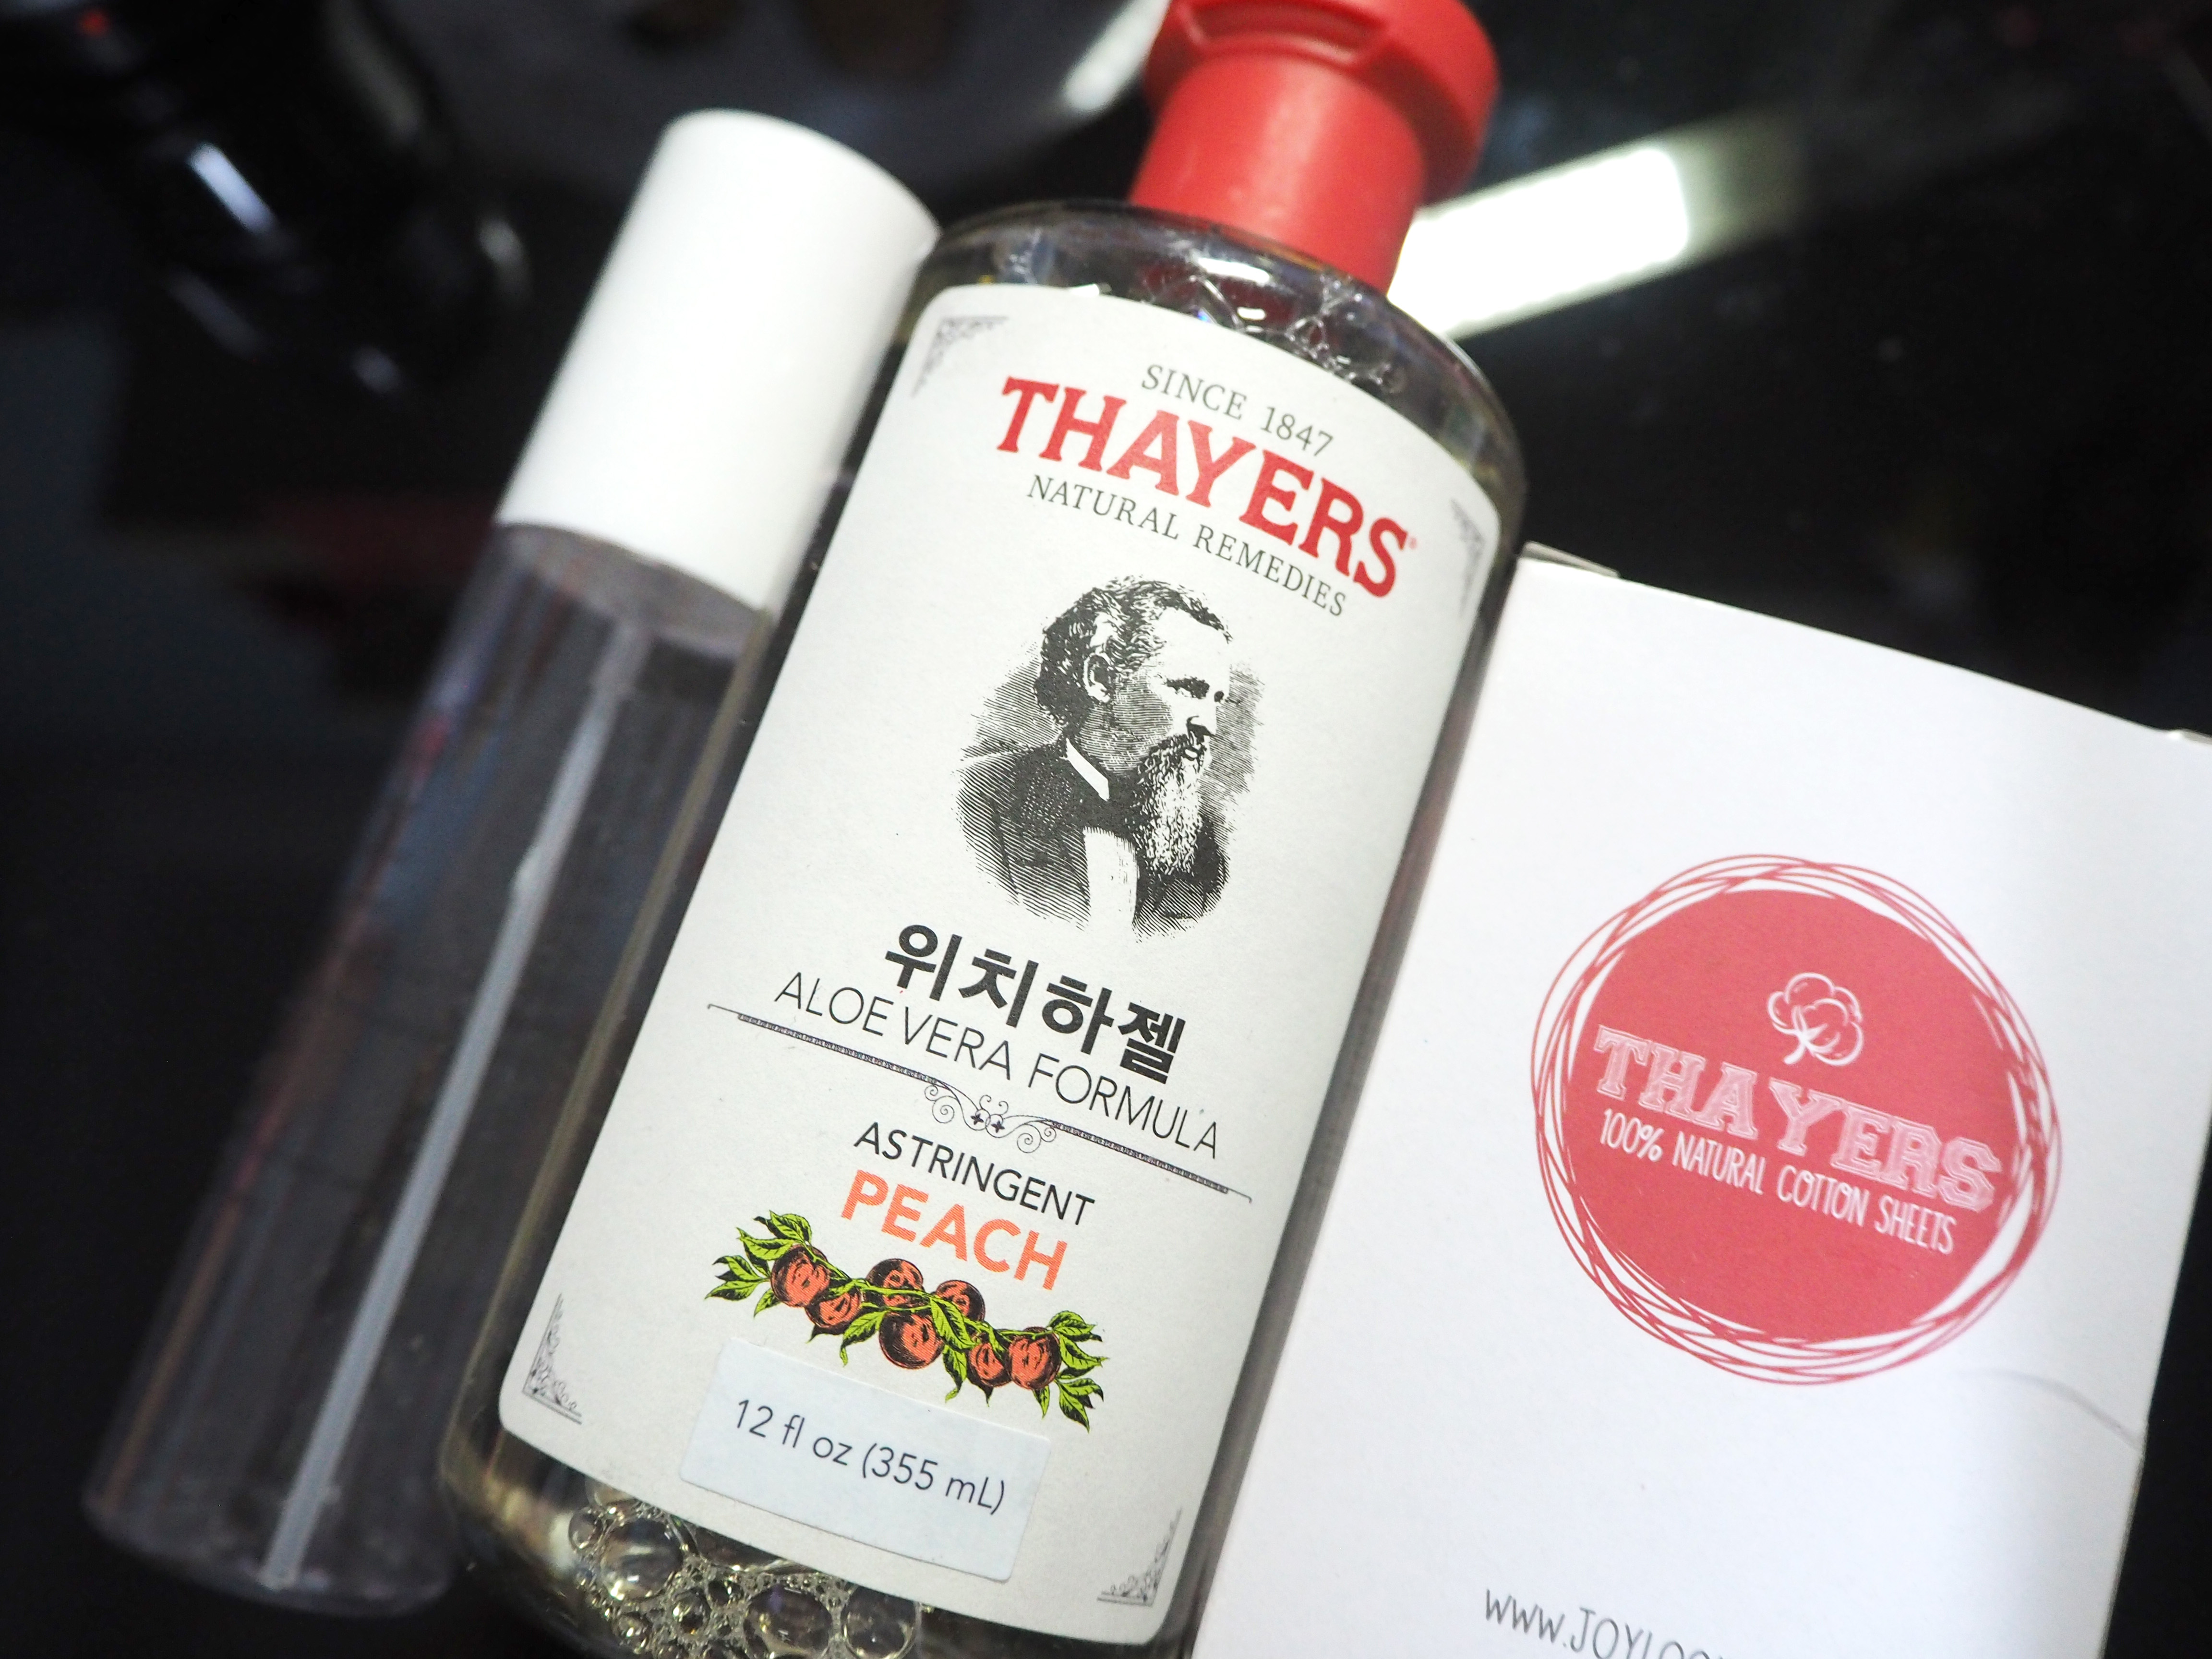 SINCE 1847
THAYERS®
NATURAL REMEDIES
위치하젤
ALOE VERA FORMULA
ASTRINGENT
PEACH
12 fl oz (355 mL)
THAYERS
100% NATURAL COTTON SHEETS